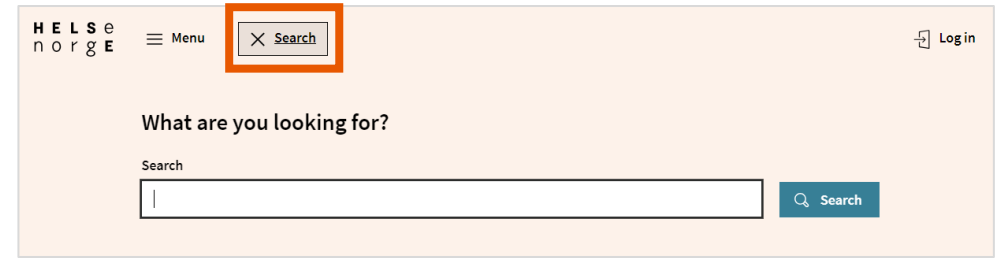 HELSe
norgE
Menu
Search
Log in
What are you looking for?
Search
Search